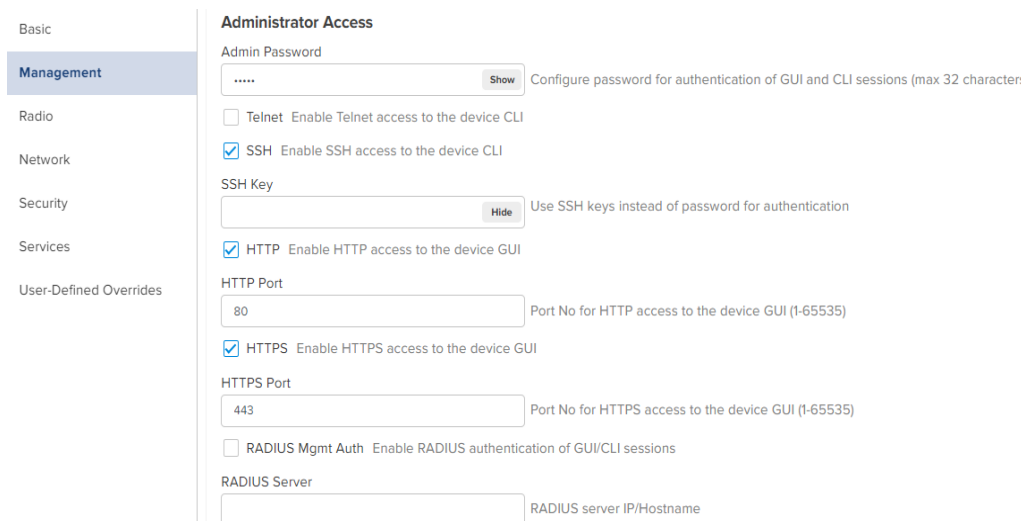 Basic
Management
Radio
Network
Security
Services
User-Defined Overrides
Administrator Access
Admin Password
••••• Show Configure password for authentication of GUI and CLI sessions (max 32 characters
Telnet Enable Telnet access to the device CLI
SSH Enable SSH access to the device CLI
SSH Key
Hide Use SSH keys instead of password for authentication
HTTP Enable HTTP access to the device GUI
HTTP Port
80 Port No for HTTP access to the device GUI (1-65535)
HTTPS Enable HTTPS access to the device GUI
HTTPS Port
443 Port No for HTTPS access to the device GUI (1-65535)
RADIUS Mgmt Auth Enable RADIUS authentication of GUI/CLI sessions
RADIUS Server
RADIUS server IP/Hostname